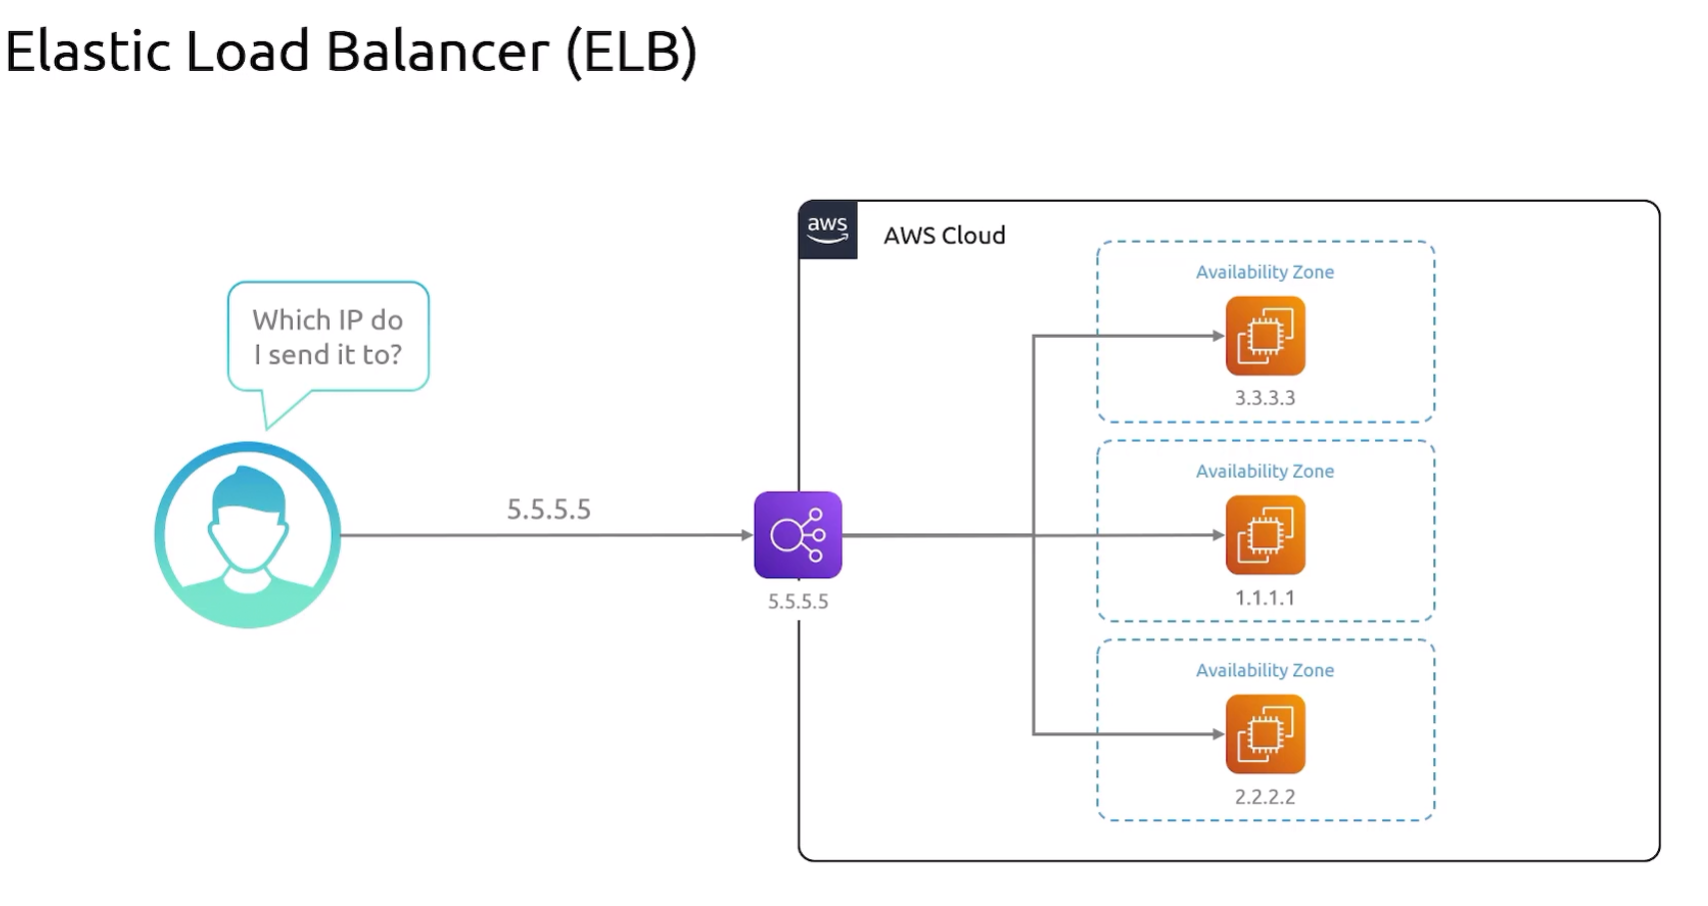 Elastic Load Balancer (ELB)
aws
AWS Cloud
Availability Zone
3.3.3.3
Which IP do
I send it to?
5.5.5.5
5.5.5.5
Availability Zone
1.1.1.1
Availability Zone
2.2.2.2